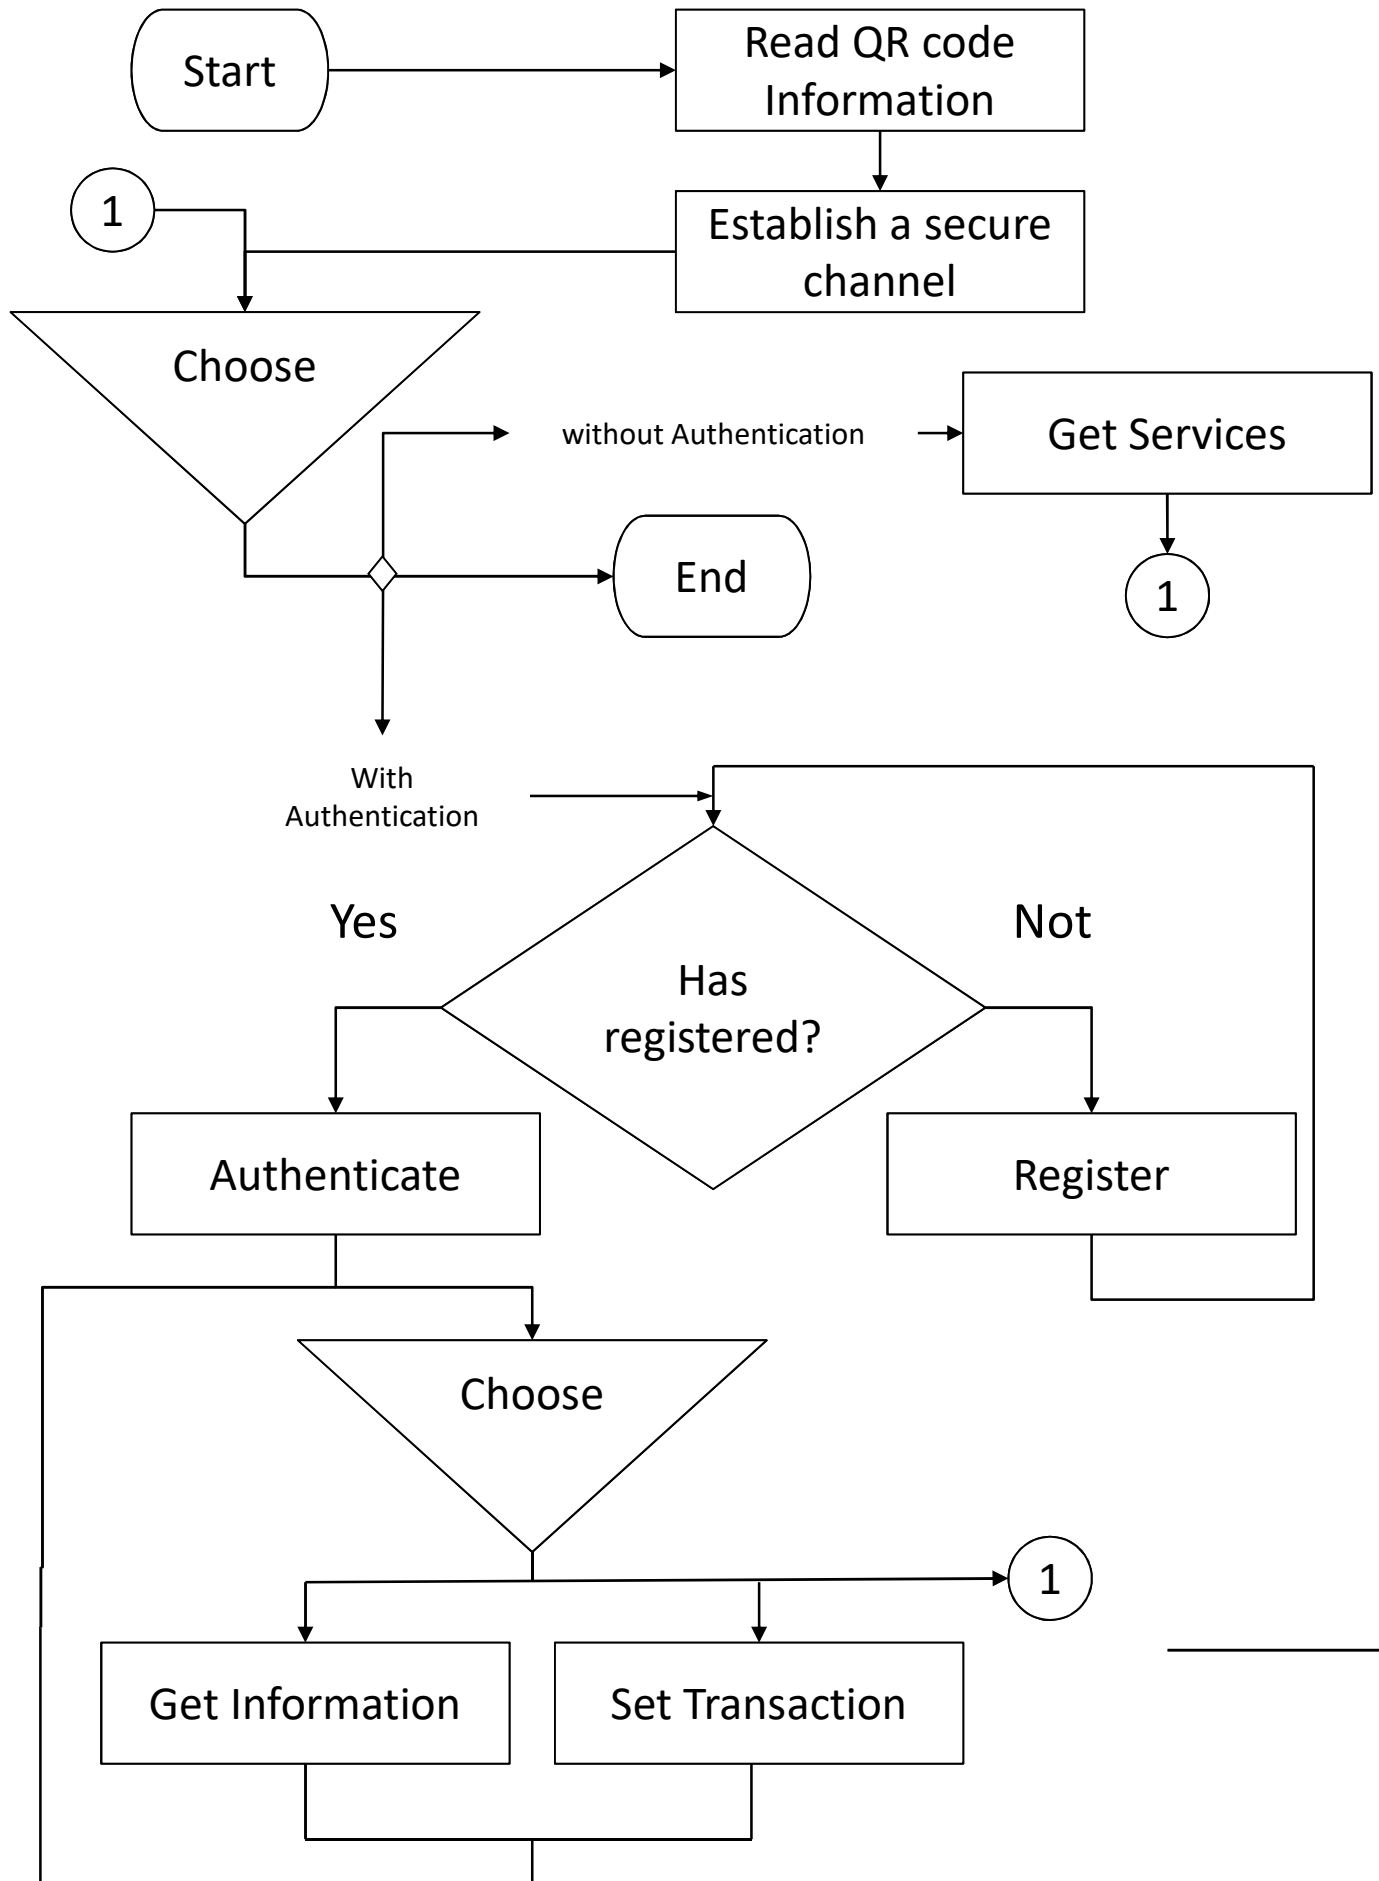 Start
Read QR code
Information
1
Establish a secure
channel
Choose
without Authentication
Get Services
End
1
With
Authentication
Yes
Not
Has
registered?
Authenticate
Register
Choose
1
Get Information
Set Transaction